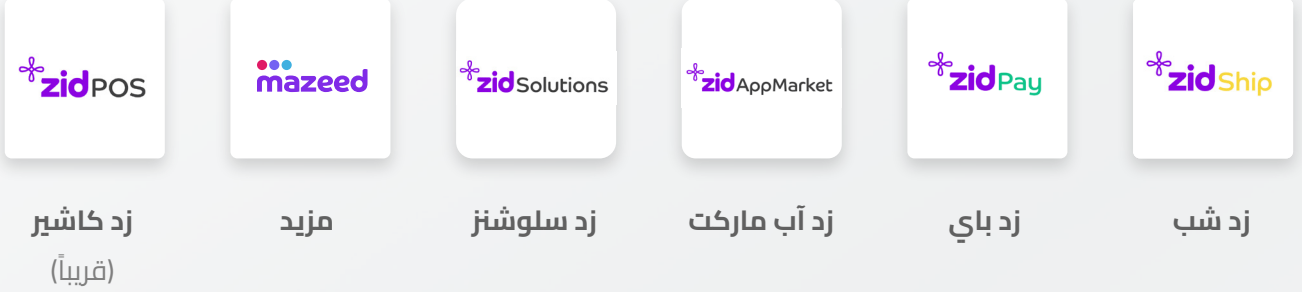 zidShip
زد شب
zidPay
زد باي
zidAppMarket
زد آب ماركت
zidSolutions
زد سلوشنز
mazeed
مزيد
zidPOS
زد كاشير
(قريباً)